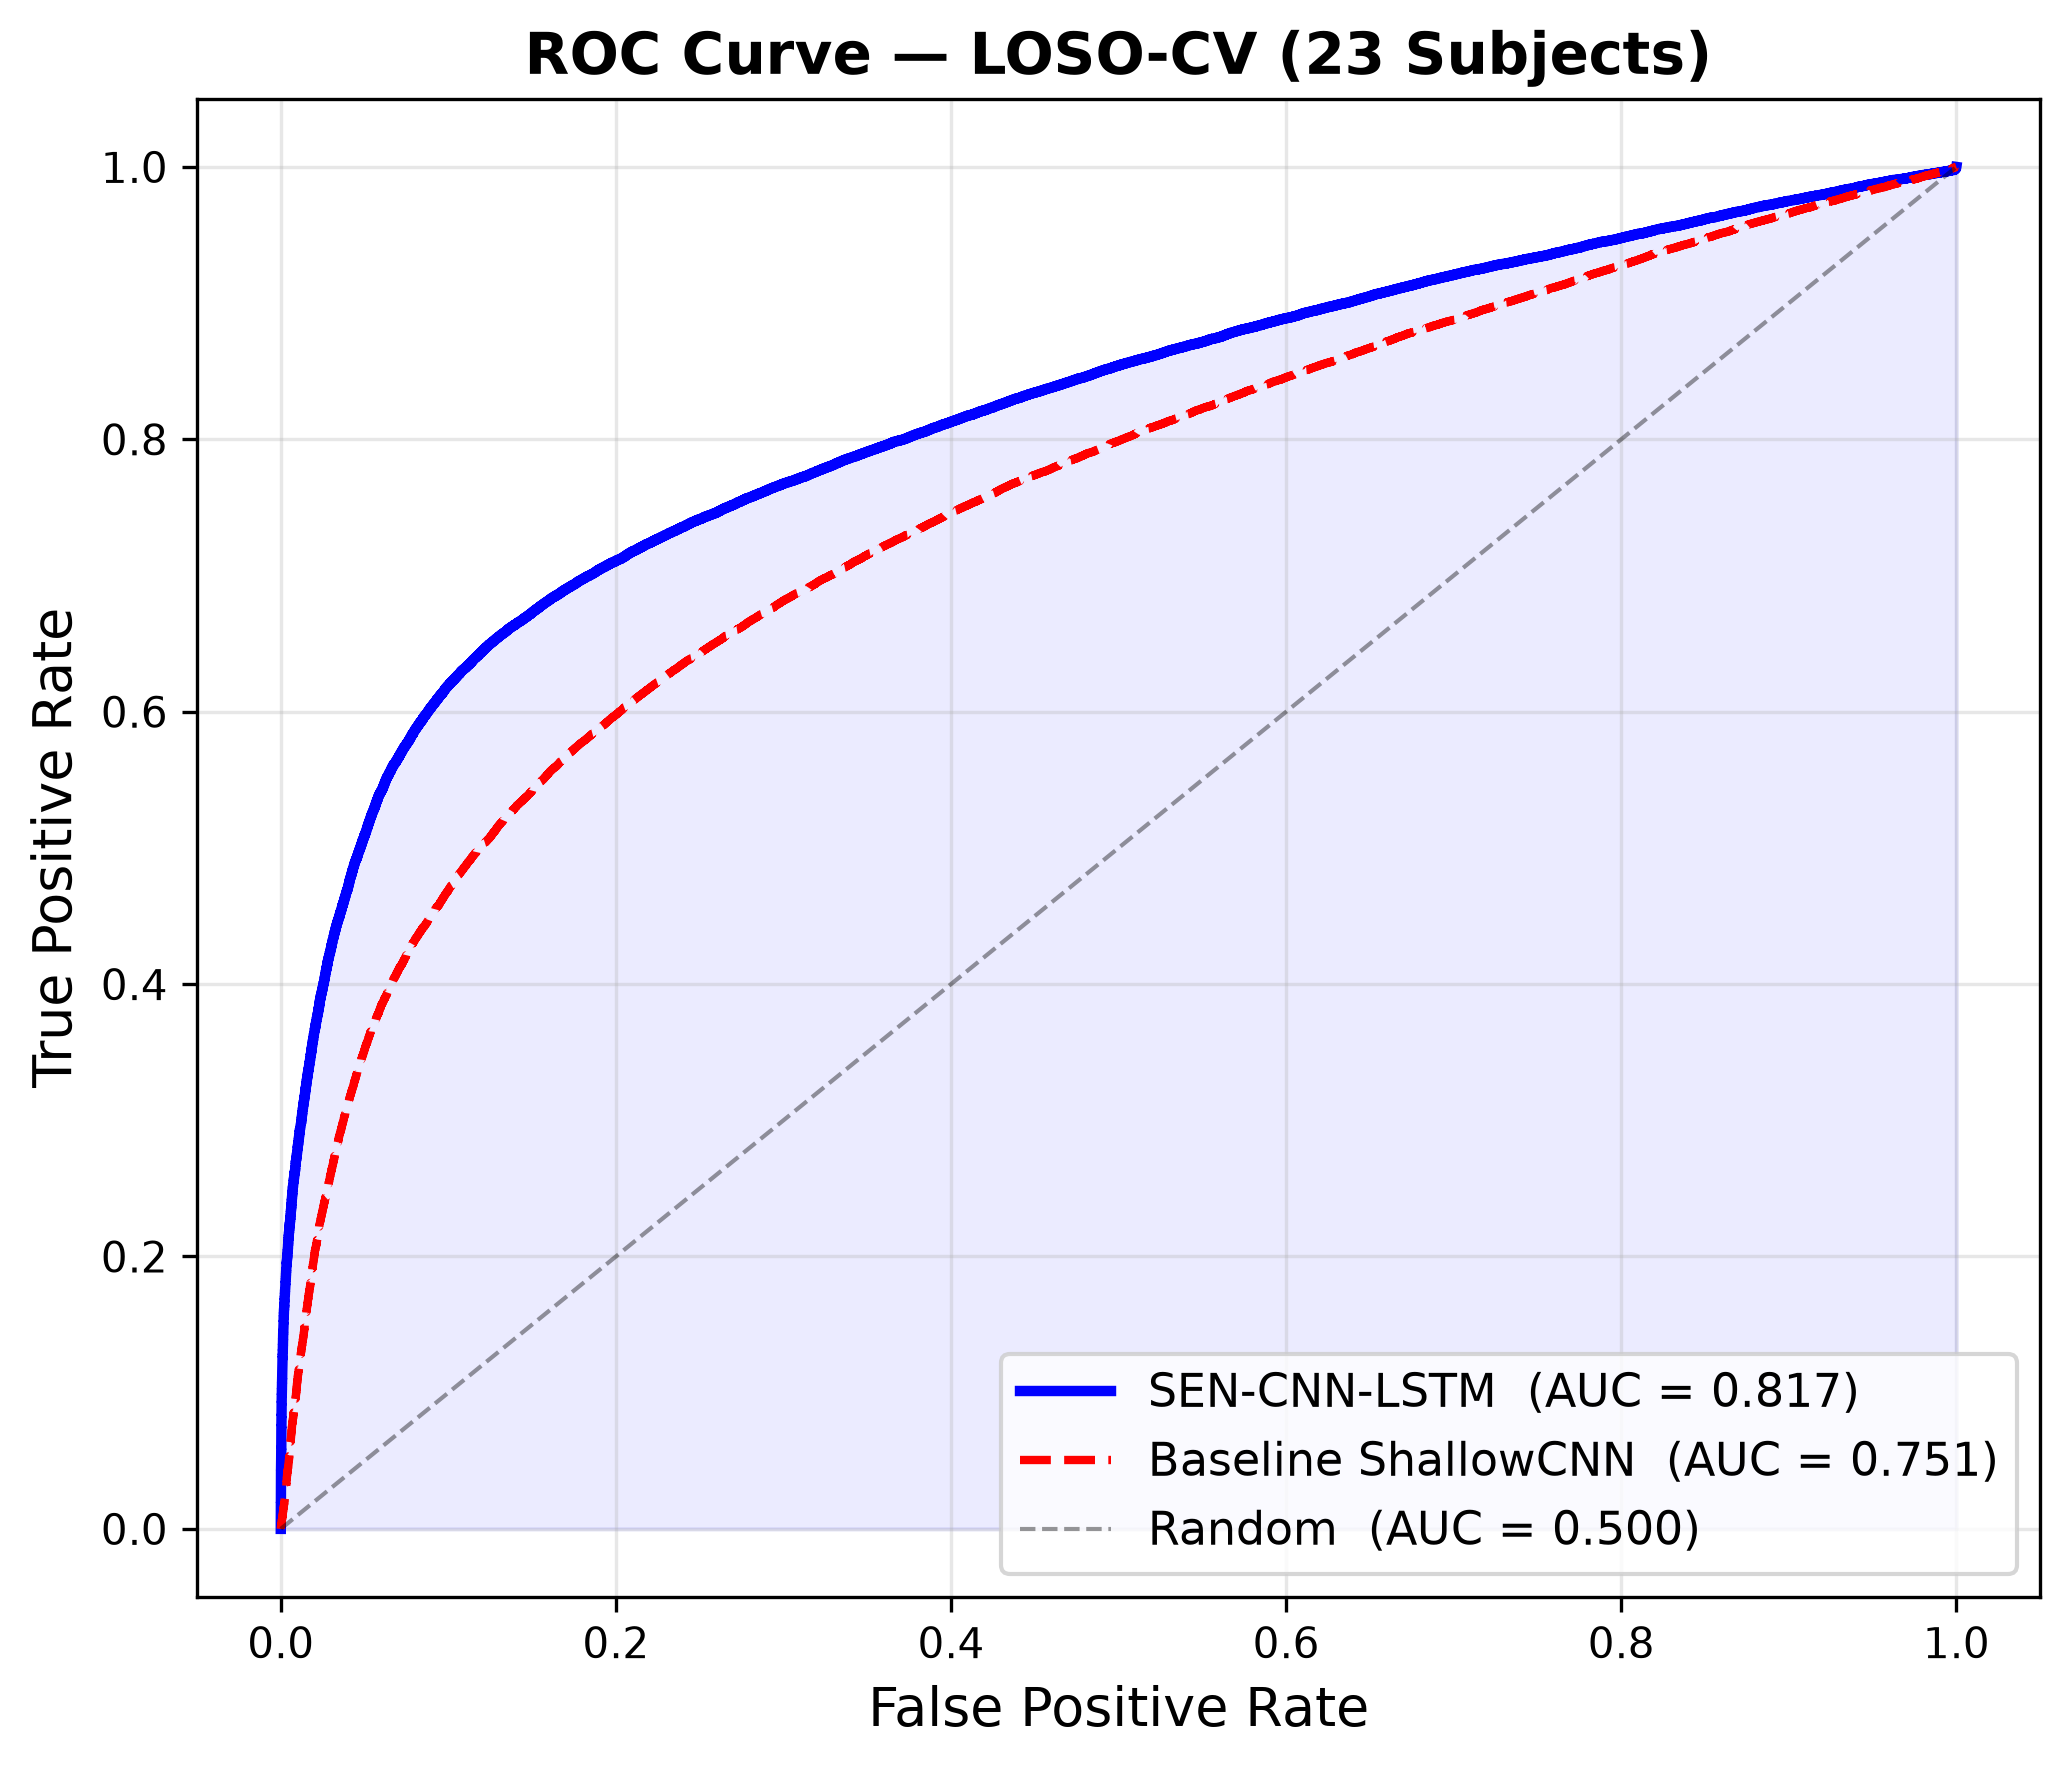 ROC Curve — LOSO-CV (23 Subjects)
True Positive Rate
1.0
0.8
0.6
0.4
0.2
0.0
SEN-CNN-LSTM (AUC = 0.817)
Baseline ShallowCNN (AUC = 0.751)
Random (AUC = 0.500)
0.0 0.2 0.4 0.6 0.8 1.0
False Positive Rate